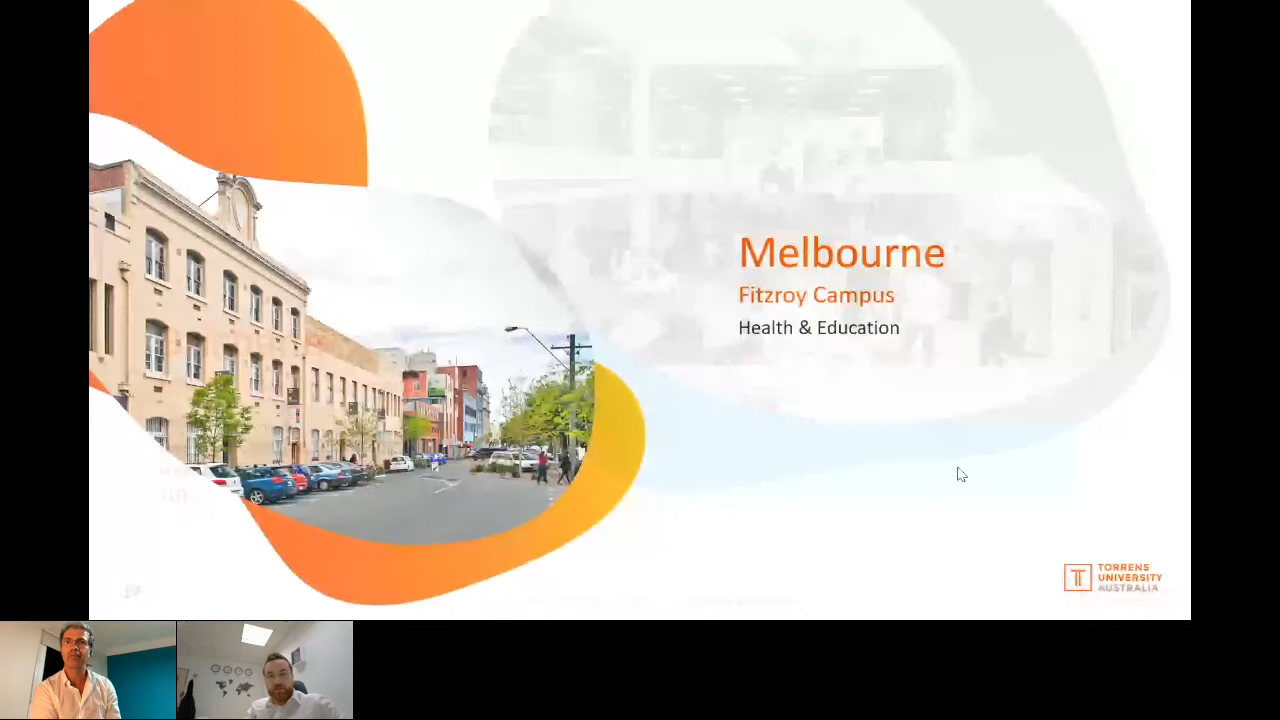 Melbourne
Fitzroy Campus
Health & Education
TORRENS
UNIVERSITY
AUSTRALIA